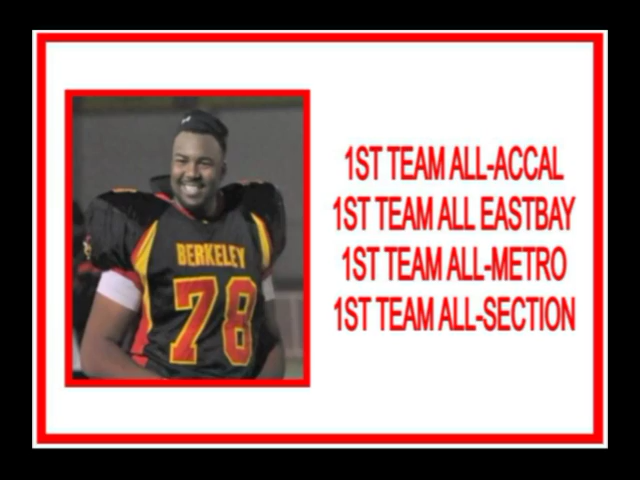 BERKELEY
78
1ST TEAM ALL-ACCAL
1ST TEAM ALL EASTBAY
1ST TEAM ALL-METRO
1ST TEAM ALL-SECTION